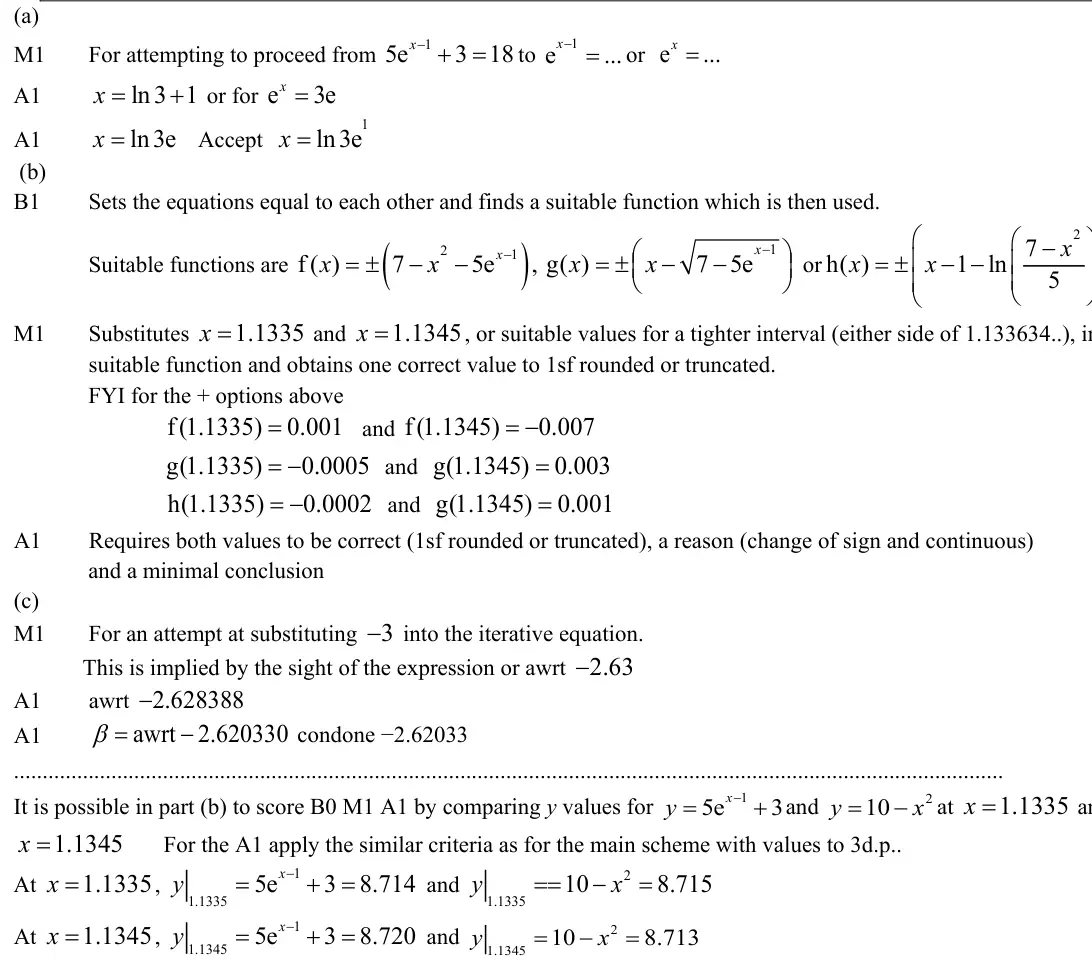 (a)
M1 For attempting to proceed from 5e^{x−1} + 3 = 18 to e^{x−1} = ... or e^x = ...
A1 x = ln 3 + 1 or for e^x = 3e
A1 x = ln 3e Accept x = ln 3e^1
(b)
B1 Sets the equations equal to each other and finds a suitable function which is then used.
Suitable functions are f(x) = ±(7 − x^2 − 5e^{x−1}), g(x) = ±(x − √(7 − 5e^{x−1})) or h(x) = ±(x − 1 − ln((7 − x^2)/5)
M1 Substitutes x = 1.1335 and x = 1.1345, or suitable values for a tighter interval (either side of 1.133634..),
suitable function and obtains one correct value to 1sf rounded or truncated.
FYI for the + options above
f(1.1335) = 0.001 and f(1.1345) = −0.007
g(1.1335) = −0.0005 and g(1.1345) = 0.003
h(1.1335) = −0.0002 and g(1.1345) = 0.001
A1 Requires both values to be correct (1sf rounded or truncated), a reason (change of sign and continuous)
and a minimal conclusion
(c)
M1 For an attempt at substituting −3 into the iterative equation.
This is implied by the sight of the expression or awrt −2.63
A1 awrt −2.628388
A1 β = awrt − 2.620330 condone −2.62033
..........................................................................................................................................................................
It is possible in part (b) to score B0 M1 A1 by comparing y values for y = 5e^{x−1} + 3 and y = 10 − x^2 at x = 1.1335
x = 1.1345 For the A1 apply the similar criteria as for the main scheme with values to 3d.p..
At x = 1.1335, y|_{1.1335} = 5e^{x−1} + 3 = 8.714 and y|_{1.1335} == 10 − x^2 = 8.715
At x = 1.1345, y|_{1.1345} = 5e^{x−1} + 3 = 8.720 and y|_{1.1345} = 10 − x^2 = 8.713